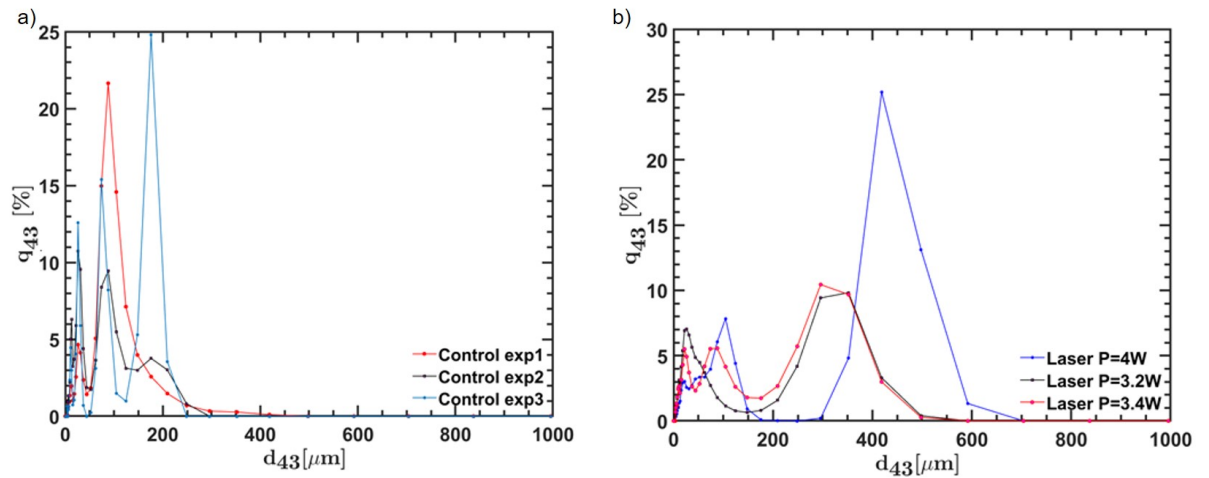 a)
25
20
15
10
5
0
q43 [%]
0 200 400 600 800 1000
d43[μm]
Control exp1
Control exp2
Control exp3
b)
30
25
20
15
10
5
0
q43 [%]
0 200 400 600 800 1000
d43[μm]
Laser P=4W
Laser P=3.2W
Laser P=3.4W